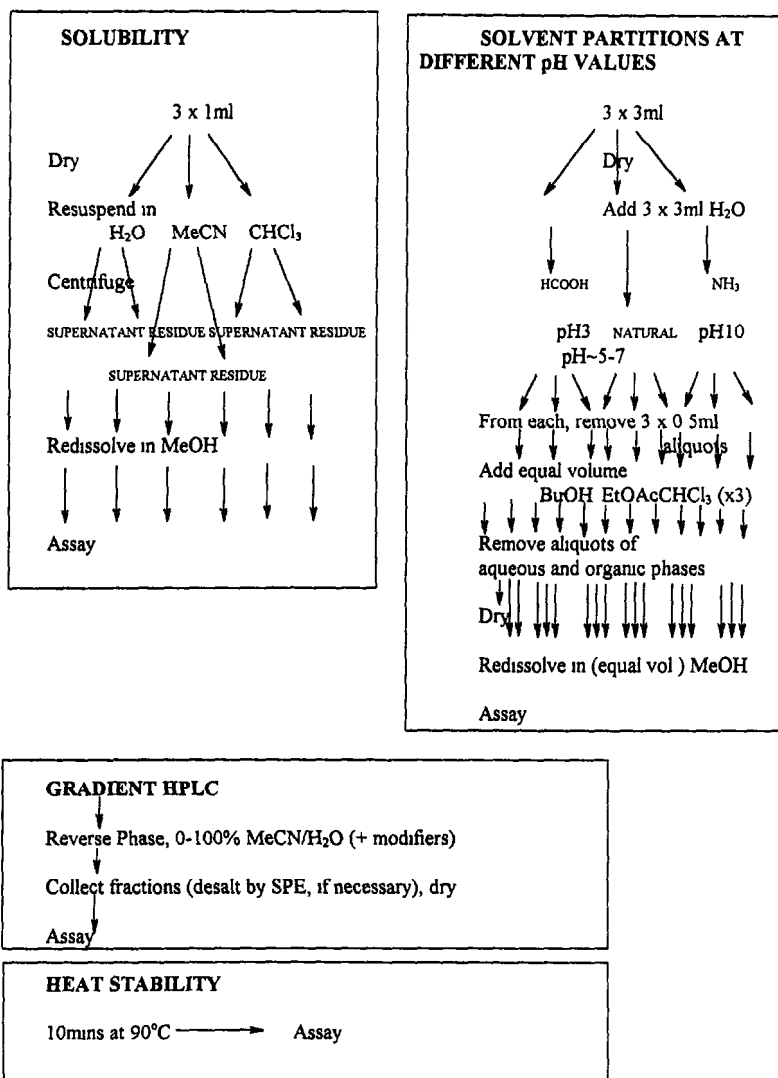 SOLUBILITY
3 x 1ml
Dry
Resuspend in
H₂O MeCN CHCl₃
Centrifuge
SUPERNATANT RESIDUE SUPERNATANT RESIDUE
SUPERNATANT RESIDUE
Redissolve in MeOH
Assay
SOLVENT PARTITIONS AT
DIFFERENT pH VALUES
3 x 3ml
Dry
Add 3 x 3ml H₂O
HCOOH NH₃
pH3 NATURAL pH10
pH~5-7
From each, remove 3 x 0 5ml
aliquots
Add equal volume
BuOH EtOAcCHCl₃ (x3)
Remove aliquots of
aqueous and organic phases
Dry
Redissolve in (equal vol ) MeOH
Assay
GRADIENT HPLC
Reverse Phase, 0-100% MeCN/H₂O (+ modifiers)
Collect fractions (desalt by SPE, if necessary), dry
Assay
HEAT STABILITY
10mins at 90°C Assay